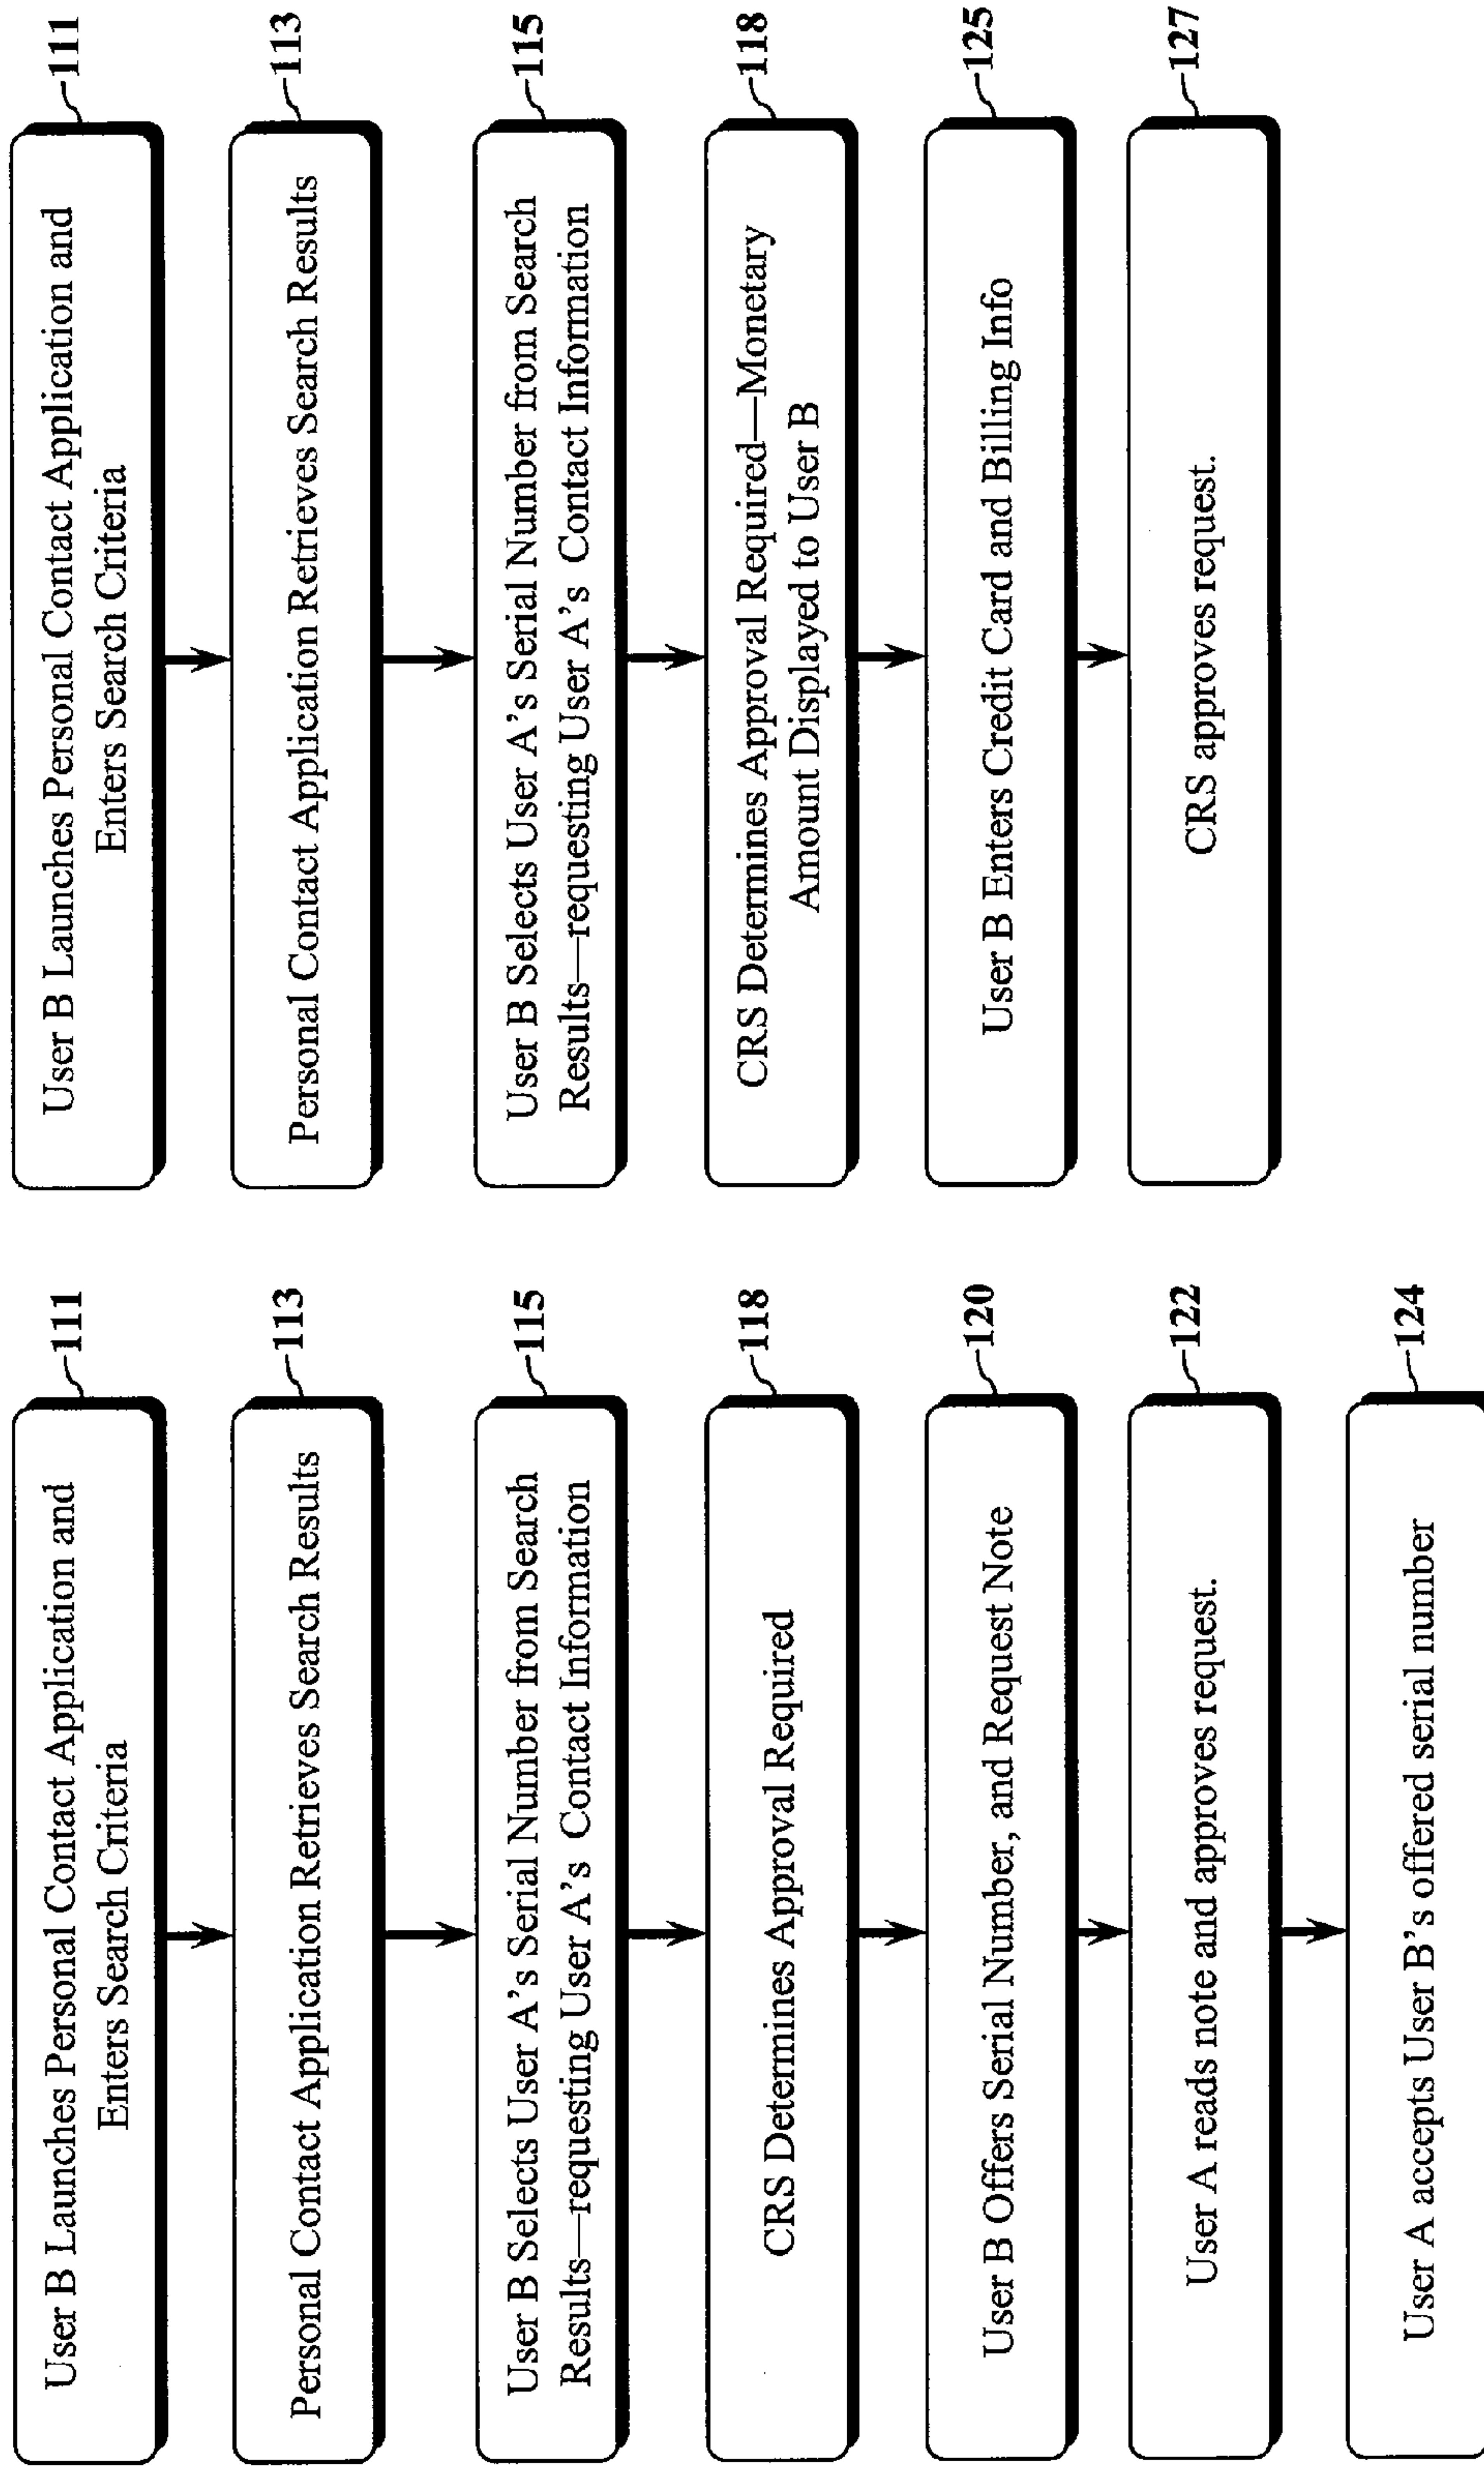 User B Launches Personal Contact Application and
Enters Search Criteria
111
Personal Contact Application Retrieves Search Results
113
User B Selects User A's Serial Number from Search
Results—requesting User A's Contact Information
115
CRS Determines Approval Required
118
User B Offers Serial Number, and Request Note
120
User A reads note and approves request.
122
User A accepts User B's offered serial number
124
User B Launches Personal Contact Application and
Enters Search Criteria
111
Personal Contact Application Retrieves Search Results
113
User B Selects User A's Serial Number from Search
Results—requesting User A's Contact Information
115
CRS Determines Approval Required—Monetary
Amount Displayed to User B
118
User B Enters Credit Card and Billing Info
125
CRS approves request.
127